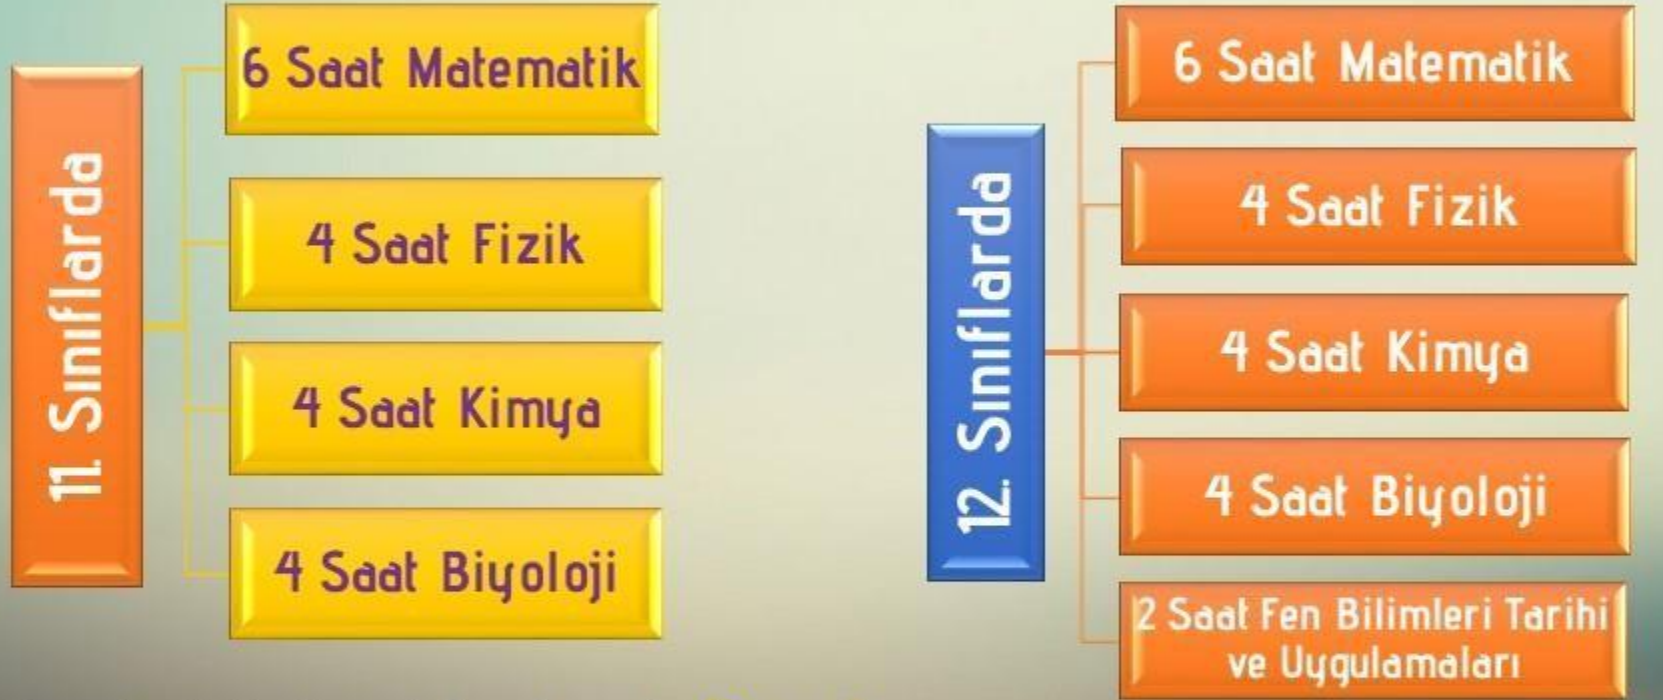 11. Sınıflarda
6 Saat Matematik
4 Saat Fizik
4 Saat Kimya
4 Saat Biyoloji
12. Sınıflarda
6 Saat Matematik
4 Saat Fizik
4 Saat Kimya
4 Saat Biyoloji
2 Saat Fen Bilimleri Tarihi
ve Uygulamaları